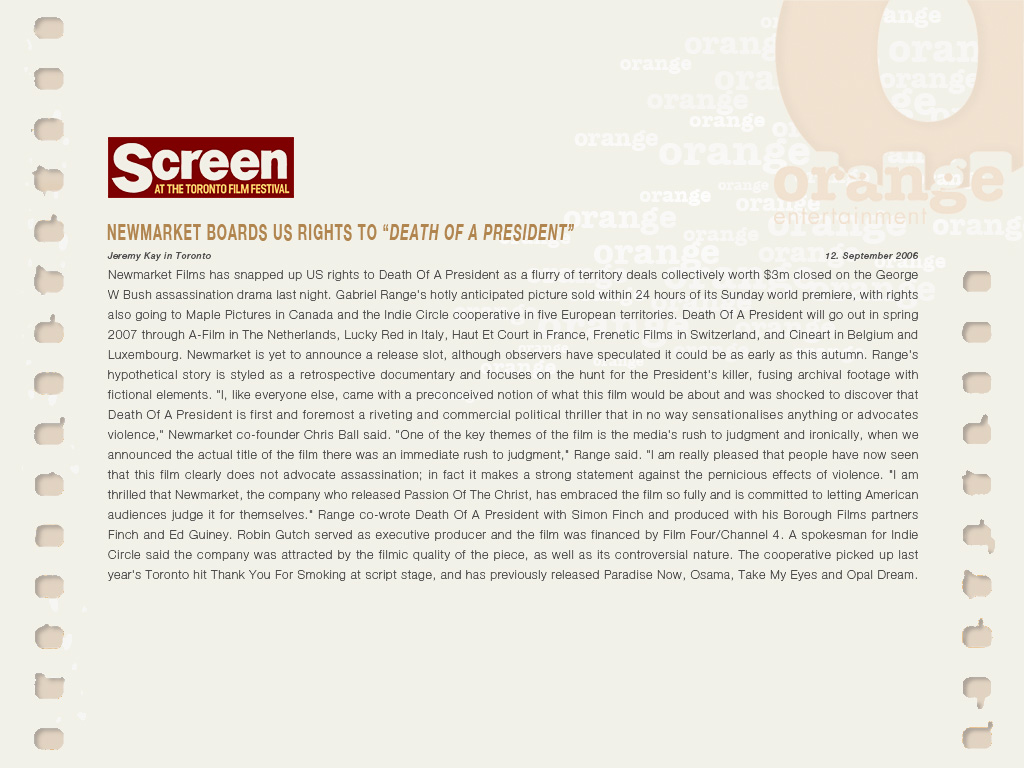 orange
entertainment
Screen
AT THE TORONTO FILM FESTIVAL
NEWMARKET BOARDS US RIGHTS TO “DEATH OF A PRESIDENT”
Jeremy Kay in Toronto 12. September 2006
Newmarket Films has snapped up US rights to Death Of A President as a flurry of territory deals collectively worth $3m closed on the George
W Bush assassination drama last night. Gabriel Range's hotly anticipated picture sold within 24 hours of its Sunday world premiere, with rights
also going to Maple Pictures in Canada and the Indie Circle cooperative in five European territories. Death Of A President will go out in spring
2007 through A-Film in The Netherlands, Lucky Red in Italy, Haut Et Court in France, Frenetic Films in Switzerland, and Cineart in Belgium and
Luxembourg. Newmarket is yet to announce a release slot, although observers have speculated it could be as early as this autumn. Range's
hypothetical story is styled as a retrospective documentary and focuses on the hunt for the President's killer, fusing archival footage with
fictional elements. "I, like everyone else, came with a preconceived notion of what this film would be about and was shocked to discover that
Death Of A President is first and foremost a riveting and commercial political thriller that in no way sensationalises anything or advocates
violence," Newmarket co-founder Chris Ball said. "One of the key themes of the film is the media's rush to judgment and ironically, when we
announced the actual title of the film there was an immediate rush to judgment," Range said. "I am really pleased that people have now seen
that this film clearly does not advocate assassination; in fact it makes a strong statement against the pernicious effects of violence. "I am
thrilled that Newmarket, the company who released Passion Of The Christ, has embraced the film so fully and is committed to letting American
audiences judge it for themselves." Range co-wrote Death Of A President with Simon Finch and produced with his Borough Films partners
Finch and Ed Guiney. Robin Gutch served as executive producer and the film was financed by Film Four/Channel 4. A spokesman for Indie
Circle said the company was attracted by the filmic quality of the piece, as well as its controversial nature. The cooperative picked up last
year's Toronto hit Thank You For Smoking at script stage, and has previously released Paradise Now, Osama, Take My Eyes and Opal Dream.